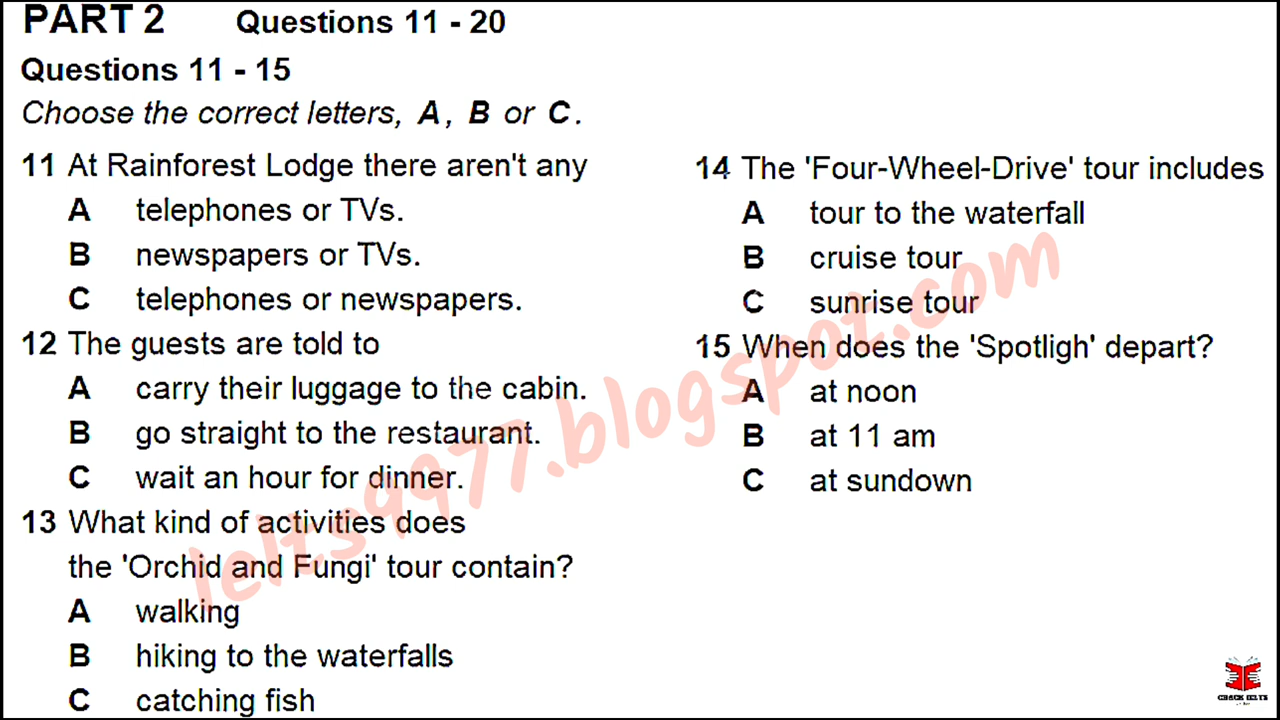 PART 2 Questions 11 - 20
Questions 11 - 15
Choose the correct letters, A, B or C.
11 At Rainforest Lodge there aren't any
A telephones or TVs.
B newspapers or TVs.
C telephones or newspapers.
12 The guests are told to
A carry their luggage to the cabin.
B go straight to the restaurant.
C wait an hour for dinner.
13 What kind of activities does
the 'Orchid and Fungi' tour contain?
A walking
B hiking to the waterfalls
C catching fish
14 The 'Four-Wheel-Drive' tour includes
A tour to the waterfall
B cruise tour
C sunrise tour
15 When does the 'Spotligh' depart?
A at noon
B at 11 am
C at sundown
Ielts9977.blogspot.com
CRACK IELTS